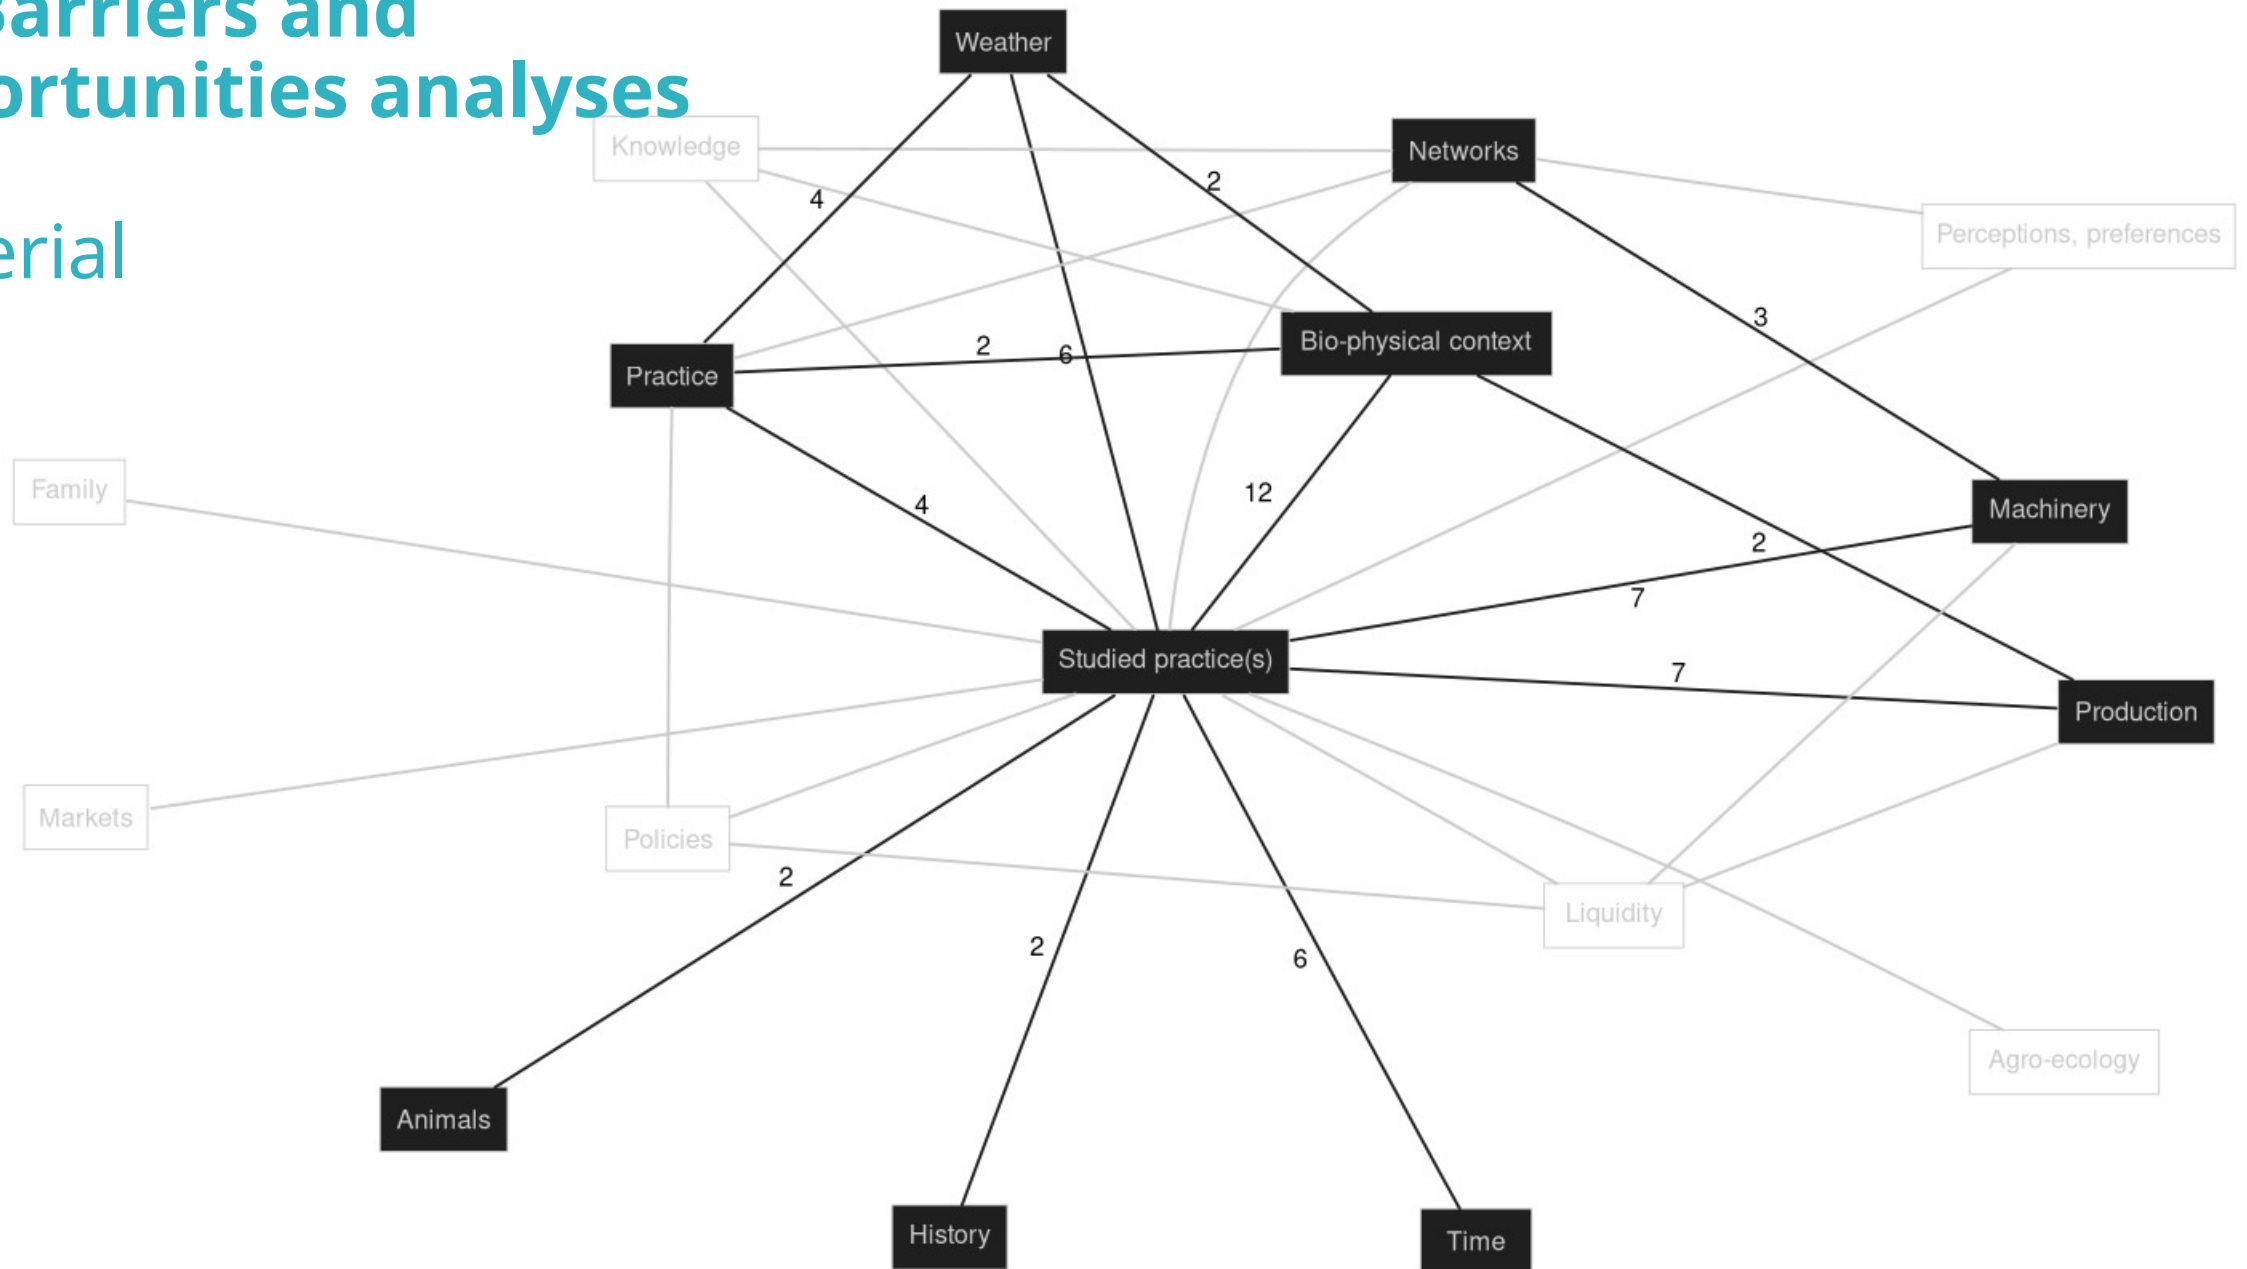 Barriers and
ortunities analyses
erial
Weather
Knowledge
Networks
2
4
Perceptions, preferences
3
Bio-physical context
2
6
Practice
Family
12
4
Machinery
2
7
Studied practice(s)
7
Production
Markets
Policies
2
Liquidity
2
6
Agro-ecology
Animals
History
Time